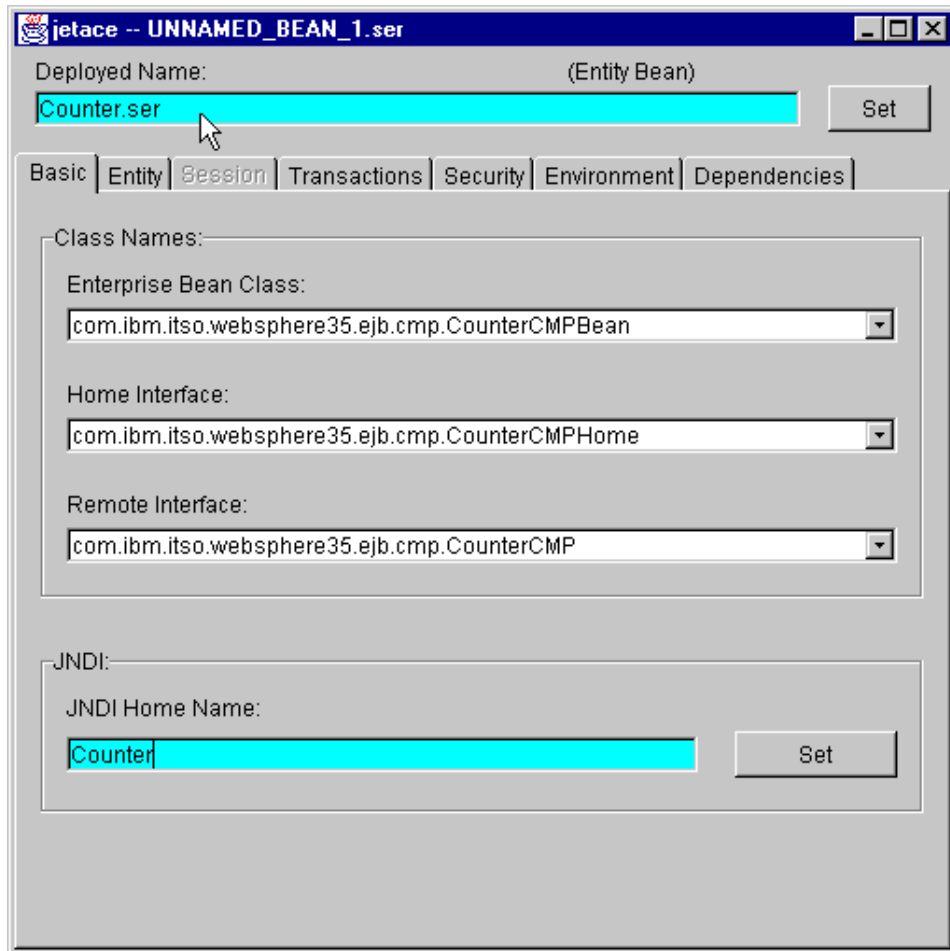 jetace -- UNNAMED_BEAN_1.ser
Deployed Name: (Entity Bean)
Counter.ser Set
Basic Entity Session Transactions Security Environment Dependencies
Class Names:
Enterprise Bean Class:
com.ibm.itso.websphere35.ejb.cmp.CounterCMPBean
Home Interface:
com.ibm.itso.websphere35.ejb.cmp.CounterCMPHome
Remote Interface:
com.ibm.itso.websphere35.ejb.cmp.CounterCMP
JNDI:
JNDI Home Name:
Counter Set